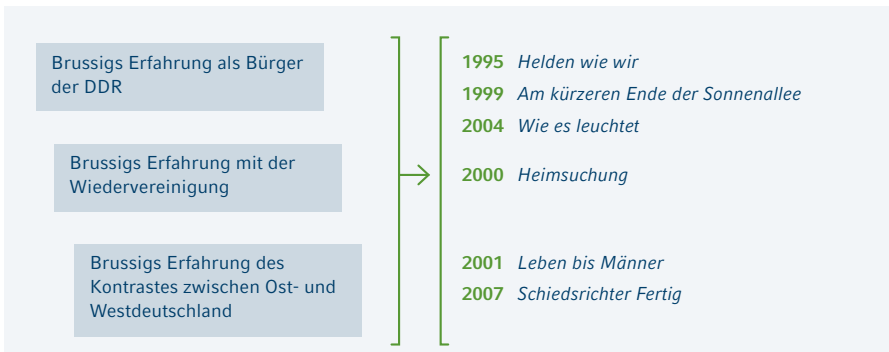 Brussigs Erfahrung als Bürger
der DDR
Brussigs Erfahrung mit der
Wiedervereinigung
Brussigs Erfahrung des
Kontrastes zwischen Ost- und
Westdeutschland
1995 Helden wie wir
1999 Am kürzeren Ende der Sonnenallee
2004 Wie es leuchtet
2000 Heimsuchung
2001 Leben bis Männer
2007 Schiedsrichter Fertig